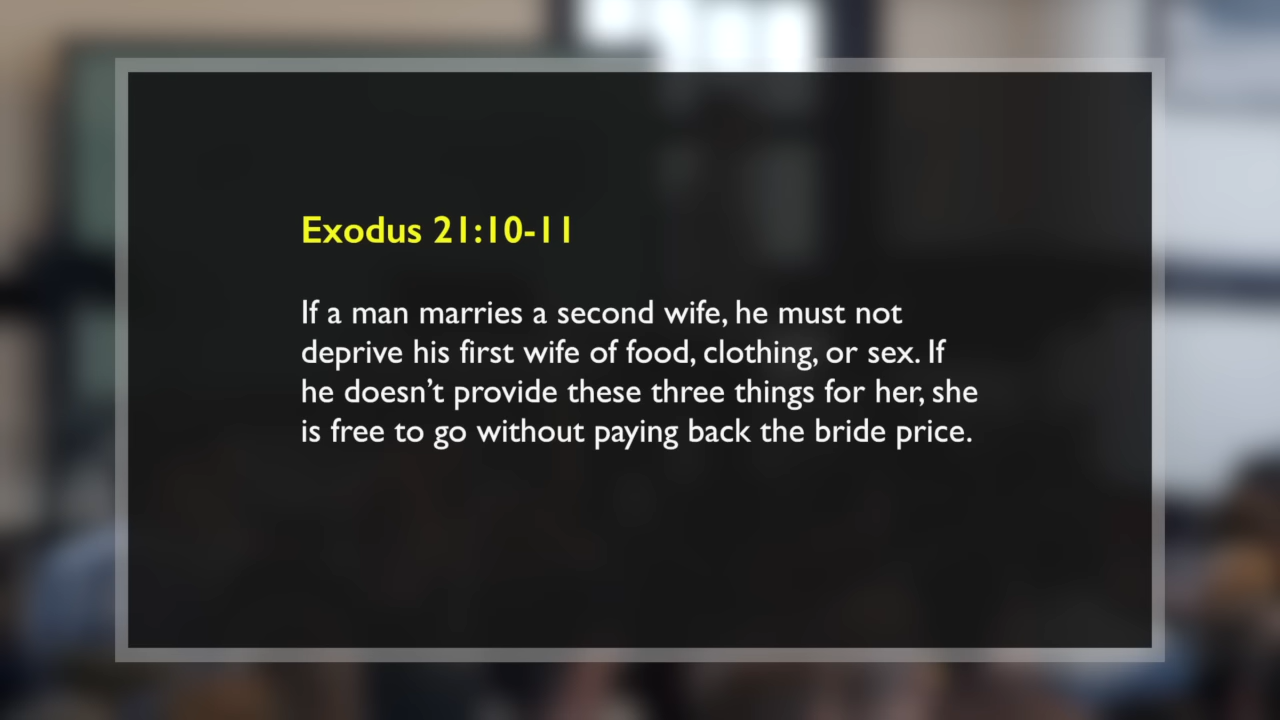 Exodus 21:10-11
If a man marries a second wife, he must not
deprive his first wife of food, clothing, or sex. If
he doesn’t provide these three things for her, she
is free to go without paying back the bride price.